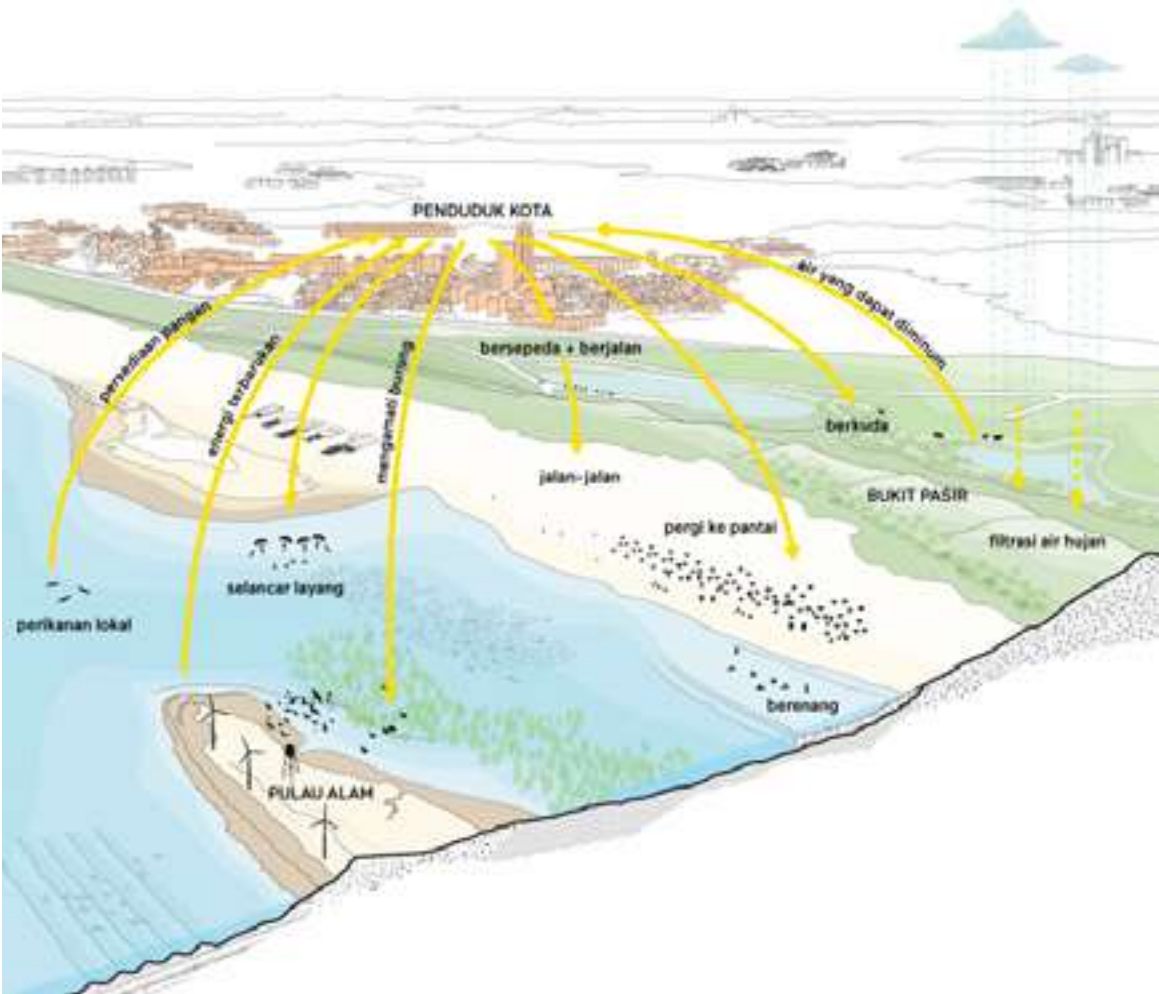 PENDUDUK KOTA
air yang dapat diminum
persediaan pangan
energi terbarukan
mengamati burung
bersepeda + berjalan
berkuda
jalan-jalan
BUKIT PASIR
pergi ke pantai
filtrasi air hujan
selancar layang
perikanan lokal
berenang
PULAU ALAM